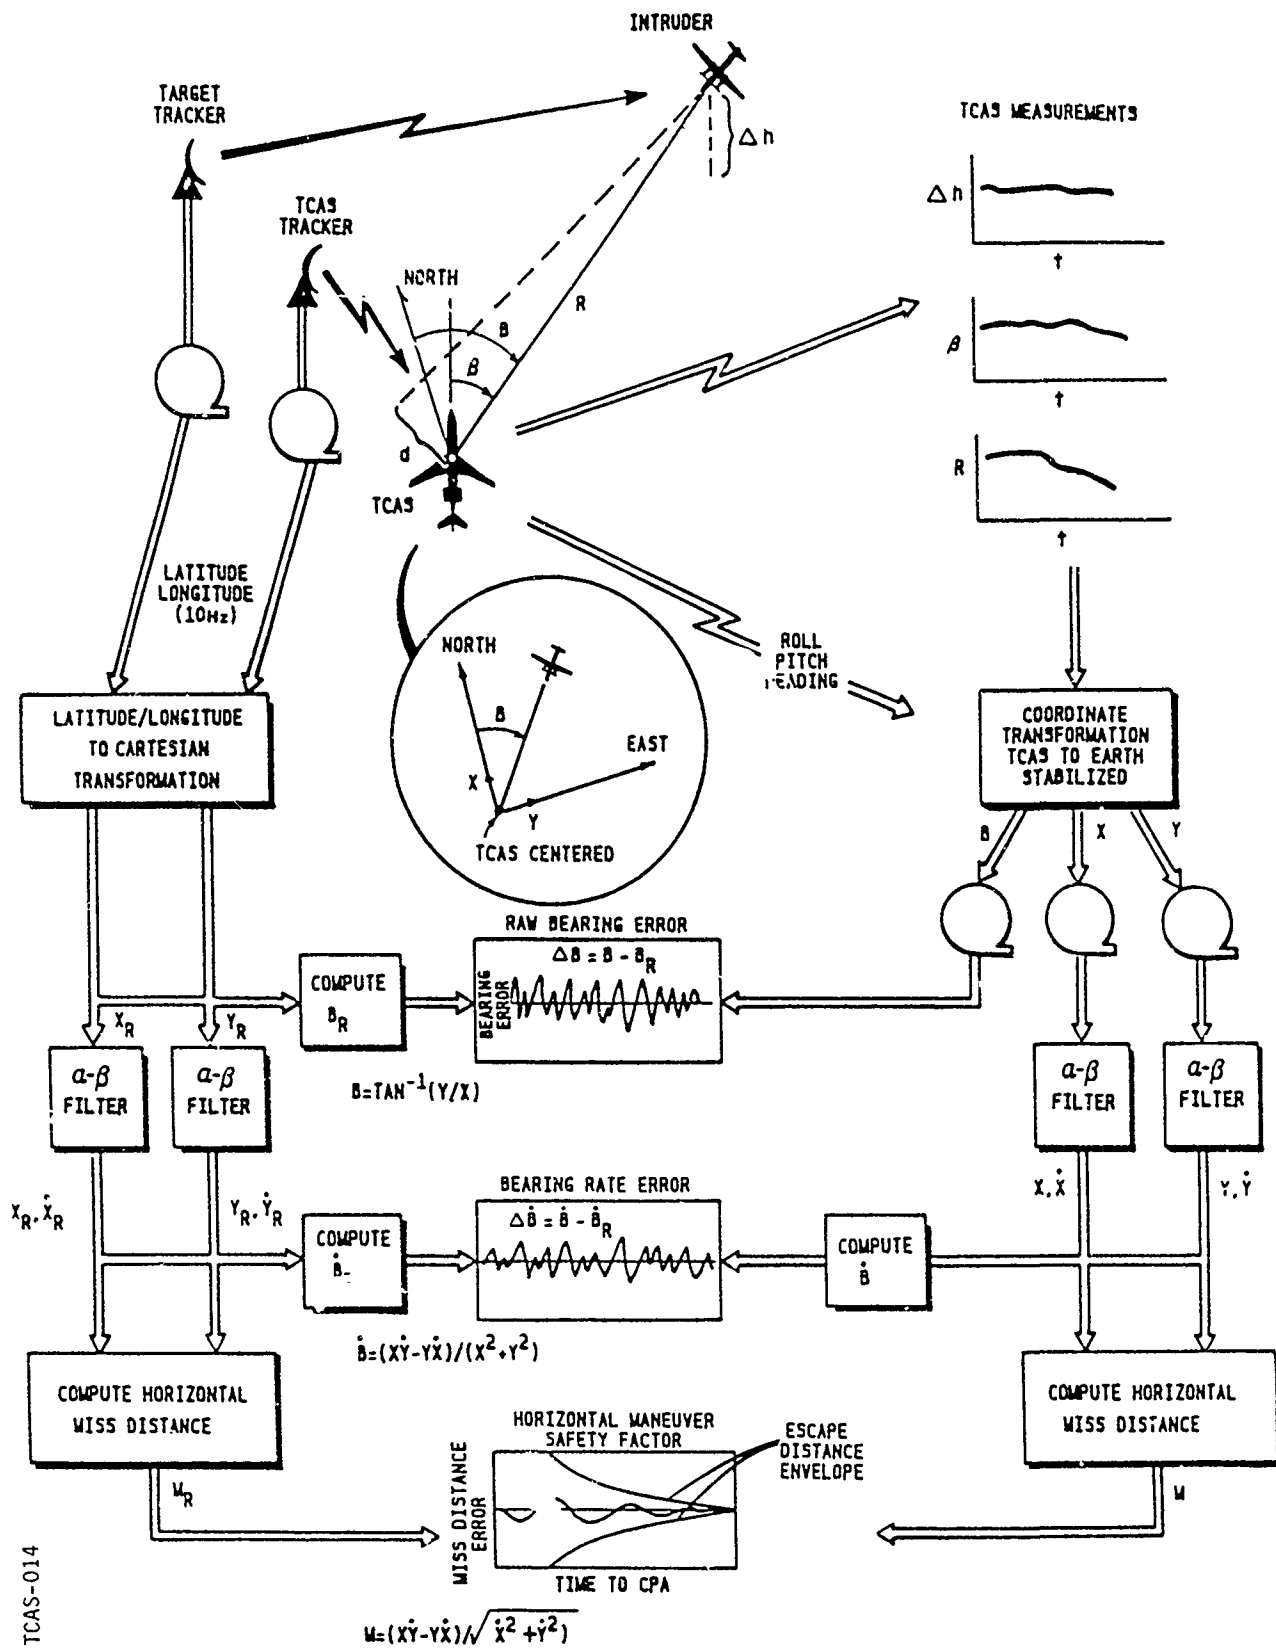 INTRUDER
TARGET
TRACKER
Δh
TCAS MEASUREMENTS
Δh
t
TCAS
TRACKER
NORTH
R
B
β
β
t
d
TCAS
R
t
LATITUDE
LONGITUDE
(10Hz)
NORTH
B
EAST
X
Y
TCAS CENTERED
ROLL
PITCH
HEADING
LATITUDE/LONGITUDE
TO CARTESIAN
TRANSFORMATION
COORDINATE
TRANSFORMATION
TCAS TO EARTH
STABILIZED
B
X
Y
RAW BEARING ERROR
ΔB = B - B_R
BEARING
ERROR
COMPUTE
B_R
X_R
Y_R
B=TAN⁻¹(Y/X)
α-β
FILTER
α-β
FILTER
α-β
FILTER
α-β
FILTER
X_R, Ẋ_R
Y_R, Ẏ_R
BEARING RATE ERROR
ΔḂ = Ḃ - Ḃ_R
COMPUTE
COMPUTE
Ḃ
X, Ẋ
Y, Ẏ
Ḃ=(XẎ-YẊ)/(X²+Y²)
COMPUTE HORIZONTAL
MISS DISTANCE
COMPUTE HORIZONTAL
MISS DISTANCE
HORIZONTAL MANEUVER
SAFETY FACTOR
ESCAPE
DISTANCE
ENVELOPE
MISS DISTANCE
ERROR
TIME TO CPA
M_R
M
M=(XẎ-YẊ)/√(Ẋ²+Ẏ²)
TCAS-014